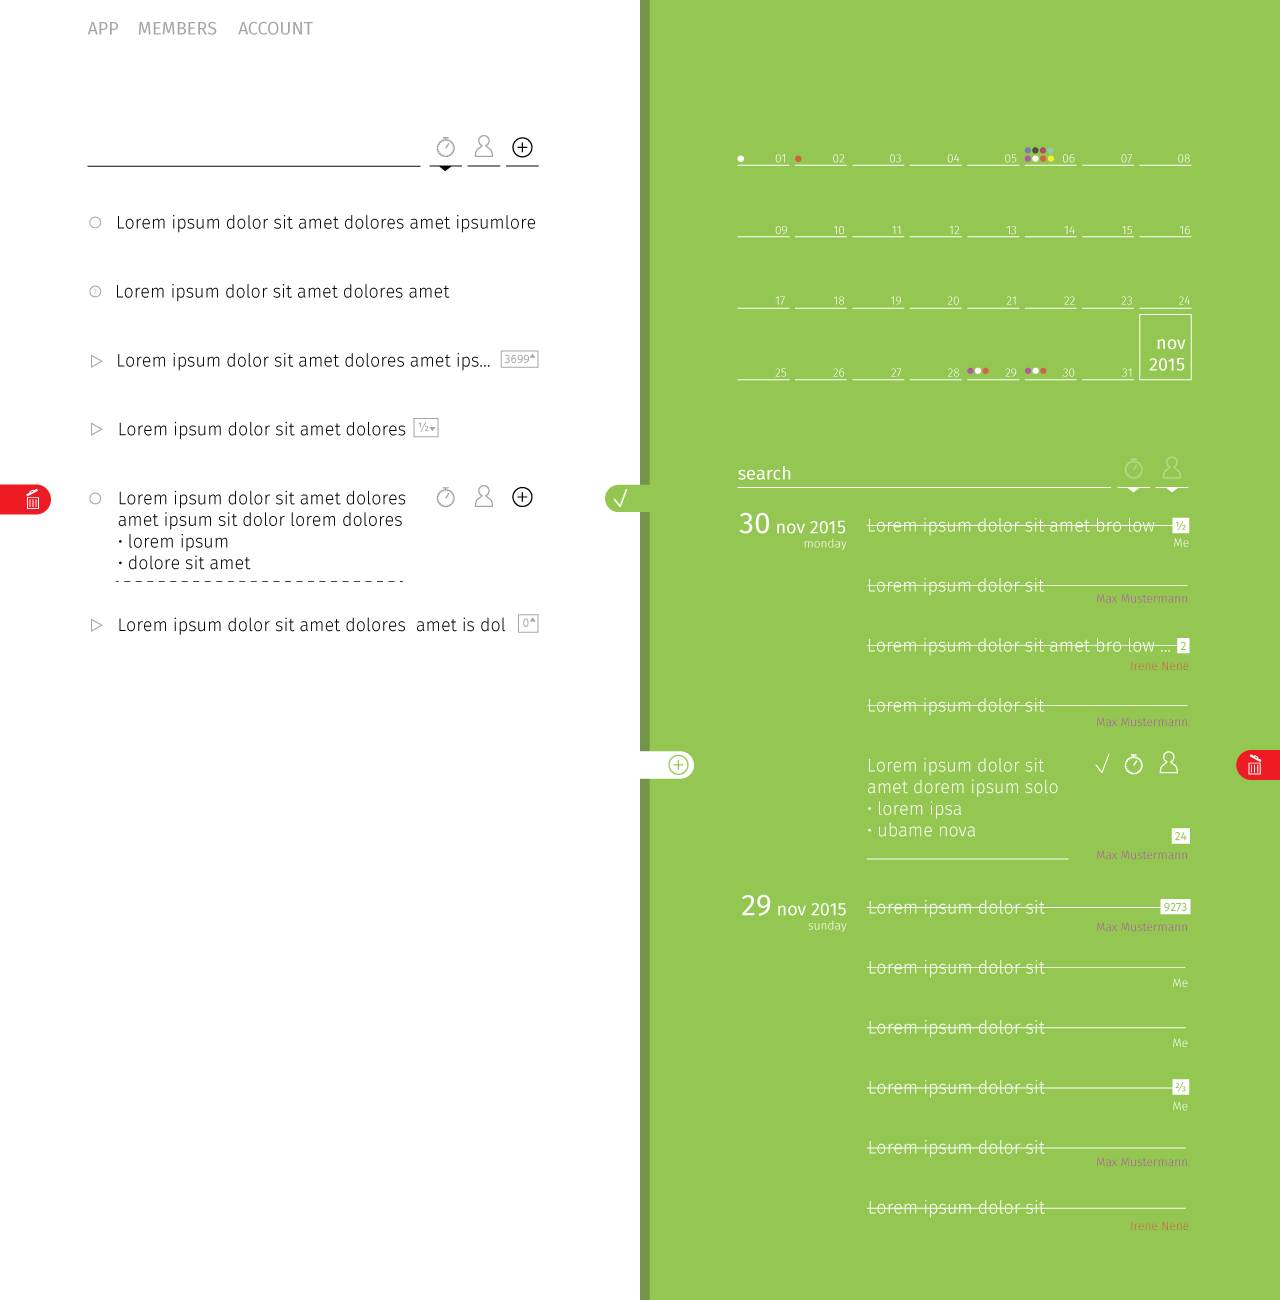 APP MEMBERS ACCOUNT
Lorem ipsum dolor sit amet dolores amet ipsumlore
Lorem ipsum dolor sit amet dolores amet
Lorem ipsum dolor sit amet dolores amet ips... 3699
Lorem ipsum dolor sit amet dolores ½
Lorem ipsum dolor sit amet dolores
amet ipsum sit dolor lorem dolores
• lorem ipsum
• dolore sit amet
Lorem ipsum dolor sit amet dolores amet is dol 0
01 02 03 04 05 06 07 08
09 10 11 12 13 14 15 16
17 18 19 20 21 22 23 24
25 26 27 28 29 30 31
nov
2015
search
30 nov 2015
monday
Lorem ipsum dolor sit amet bro low ½
Me
Lorem ipsum dolor sit
Max Mustermann
Lorem ipsum dolor sit amet bro low ... 2
Irene Nene
Lorem ipsum dolor sit
Max Mustermann
Lorem ipsum dolor sit
amet dorem ipsum solo
• lorem ipsa
• ubame nova
24
Max Mustermann
29 nov 2015
sunday
Lorem ipsum dolor sit 9273
Max Mustermann
Lorem ipsum dolor sit
Me
Lorem ipsum dolor sit
Me
Lorem ipsum dolor sit ⅔
Me
Lorem ipsum dolor sit
Max Mustermann
Lorem ipsum dolor sit
Irene Nene